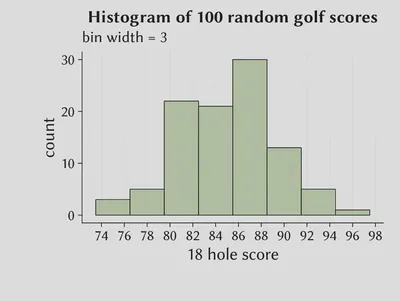 Histogram of 100 random golf scores
bin width = 3
30
20
10
0
count
74 76 78 80 82 84 86 88 90 92 94 96 98
18 hole score